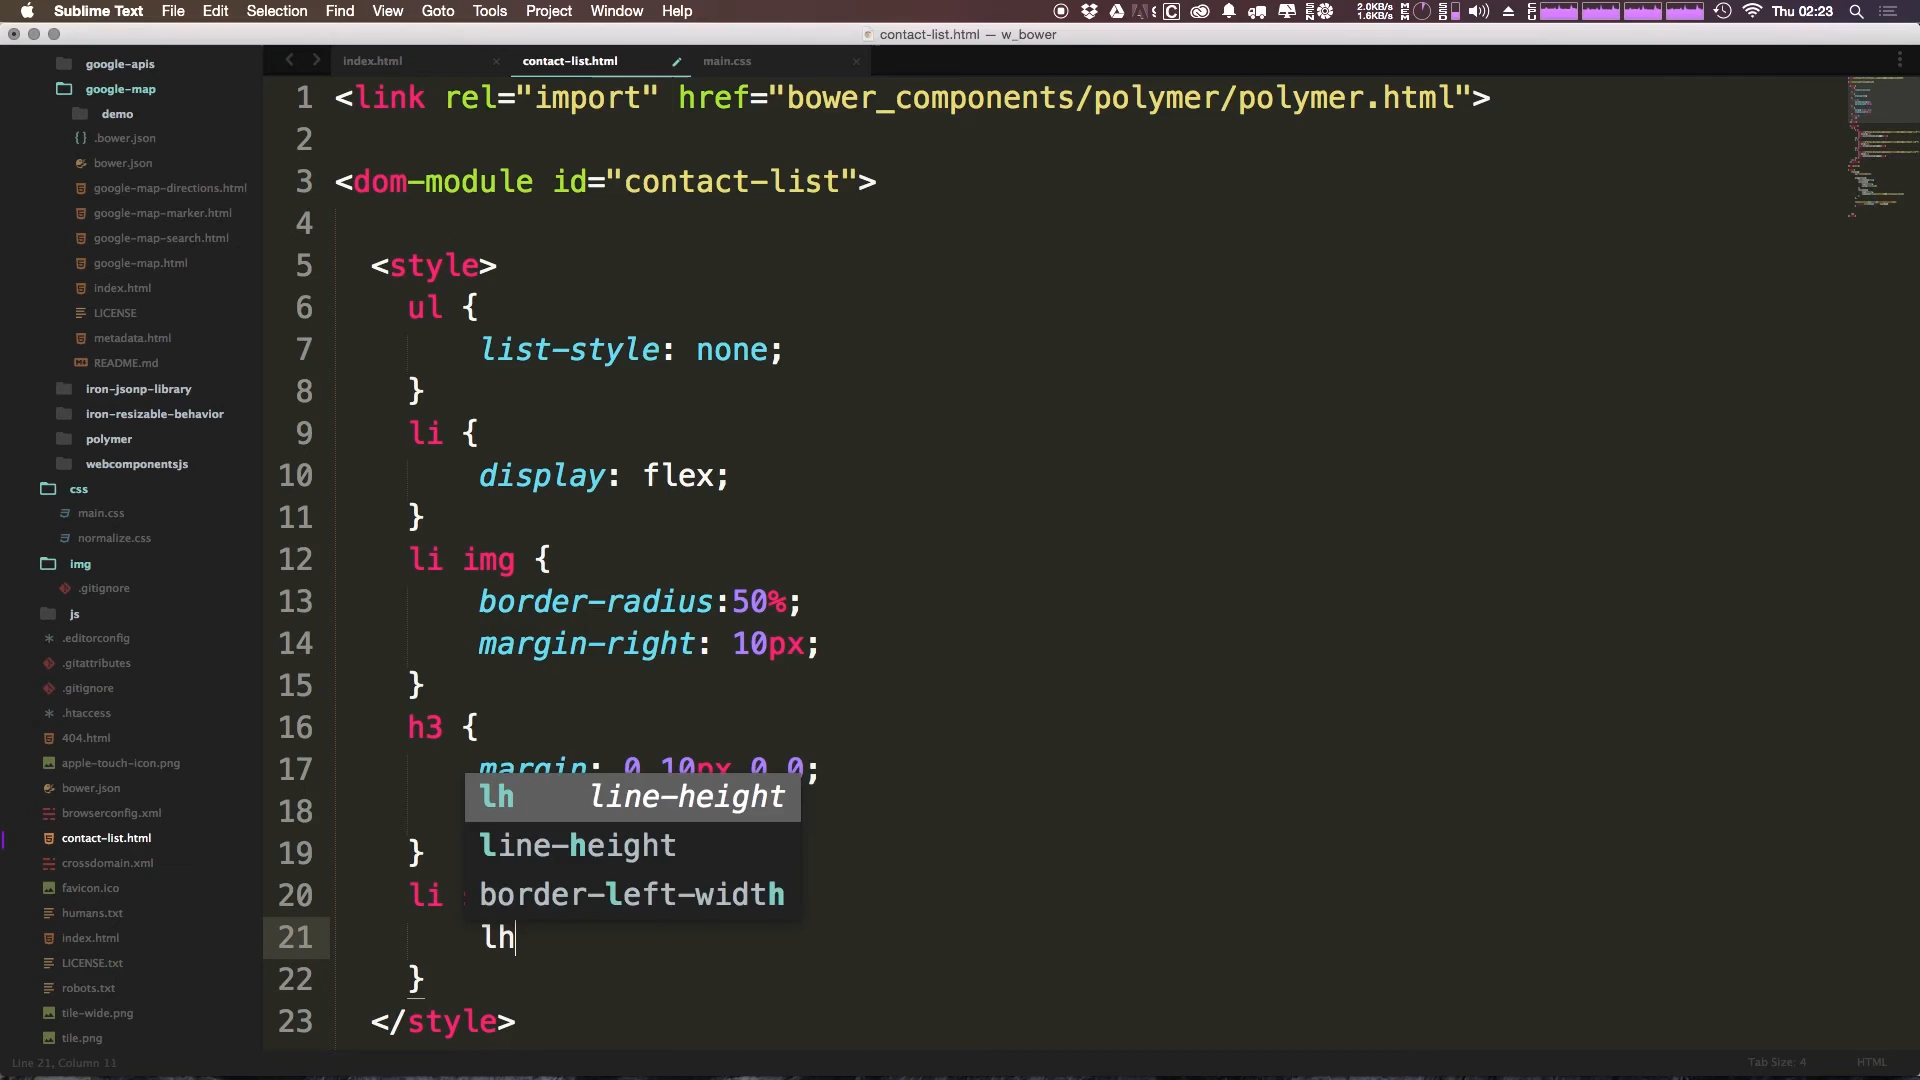 Sublime Text File Edit Selection Find View Goto Tools Project Window Help
2.0KB/s
1.6KB/s
Thu 02:23
contact-list.html — w_bower
index.html
contact-list.html
main.css
google-apis
google-map
demo
.bower.json
bower.json
google-map-directions.html
google-map-marker.html
google-map-search.html
google-map.html
index.html
LICENSE
metadata.html
README.md
iron-jsonp-library
iron-resizable-behavior
polymer
webcomponentsjs
css
main.css
normalize.css
img
.gitignore
js
.editorconfig
.gitattributes
.gitignore
.htaccess
404.html
apple-touch-icon.png
bower.json
browserconfig.xml
contact-list.html
crossdomain.xml
favicon.ico
humans.txt
index.html
LICENSE.txt
robots.txt
tile-wide.png
tile.png
1 <link rel="import" href="bower_components/polymer/polymer.html">
2
3 <dom-module id="contact-list">
4
5 <style>
6 ul {
7 list-style: none;
8 }
9 li {
10 display: flex;
11 }
12 li img {
13 border-radius:50%;
14 margin-right: 10px;
15 }
16 h3 {
17 margin: 0 10px 0 0;
18
19 }
20 li
21 lh
22 }
23 </style>
lh line-height
line-height
border-left-width
Line 21, Column 11
Tab Size: 4
HTML